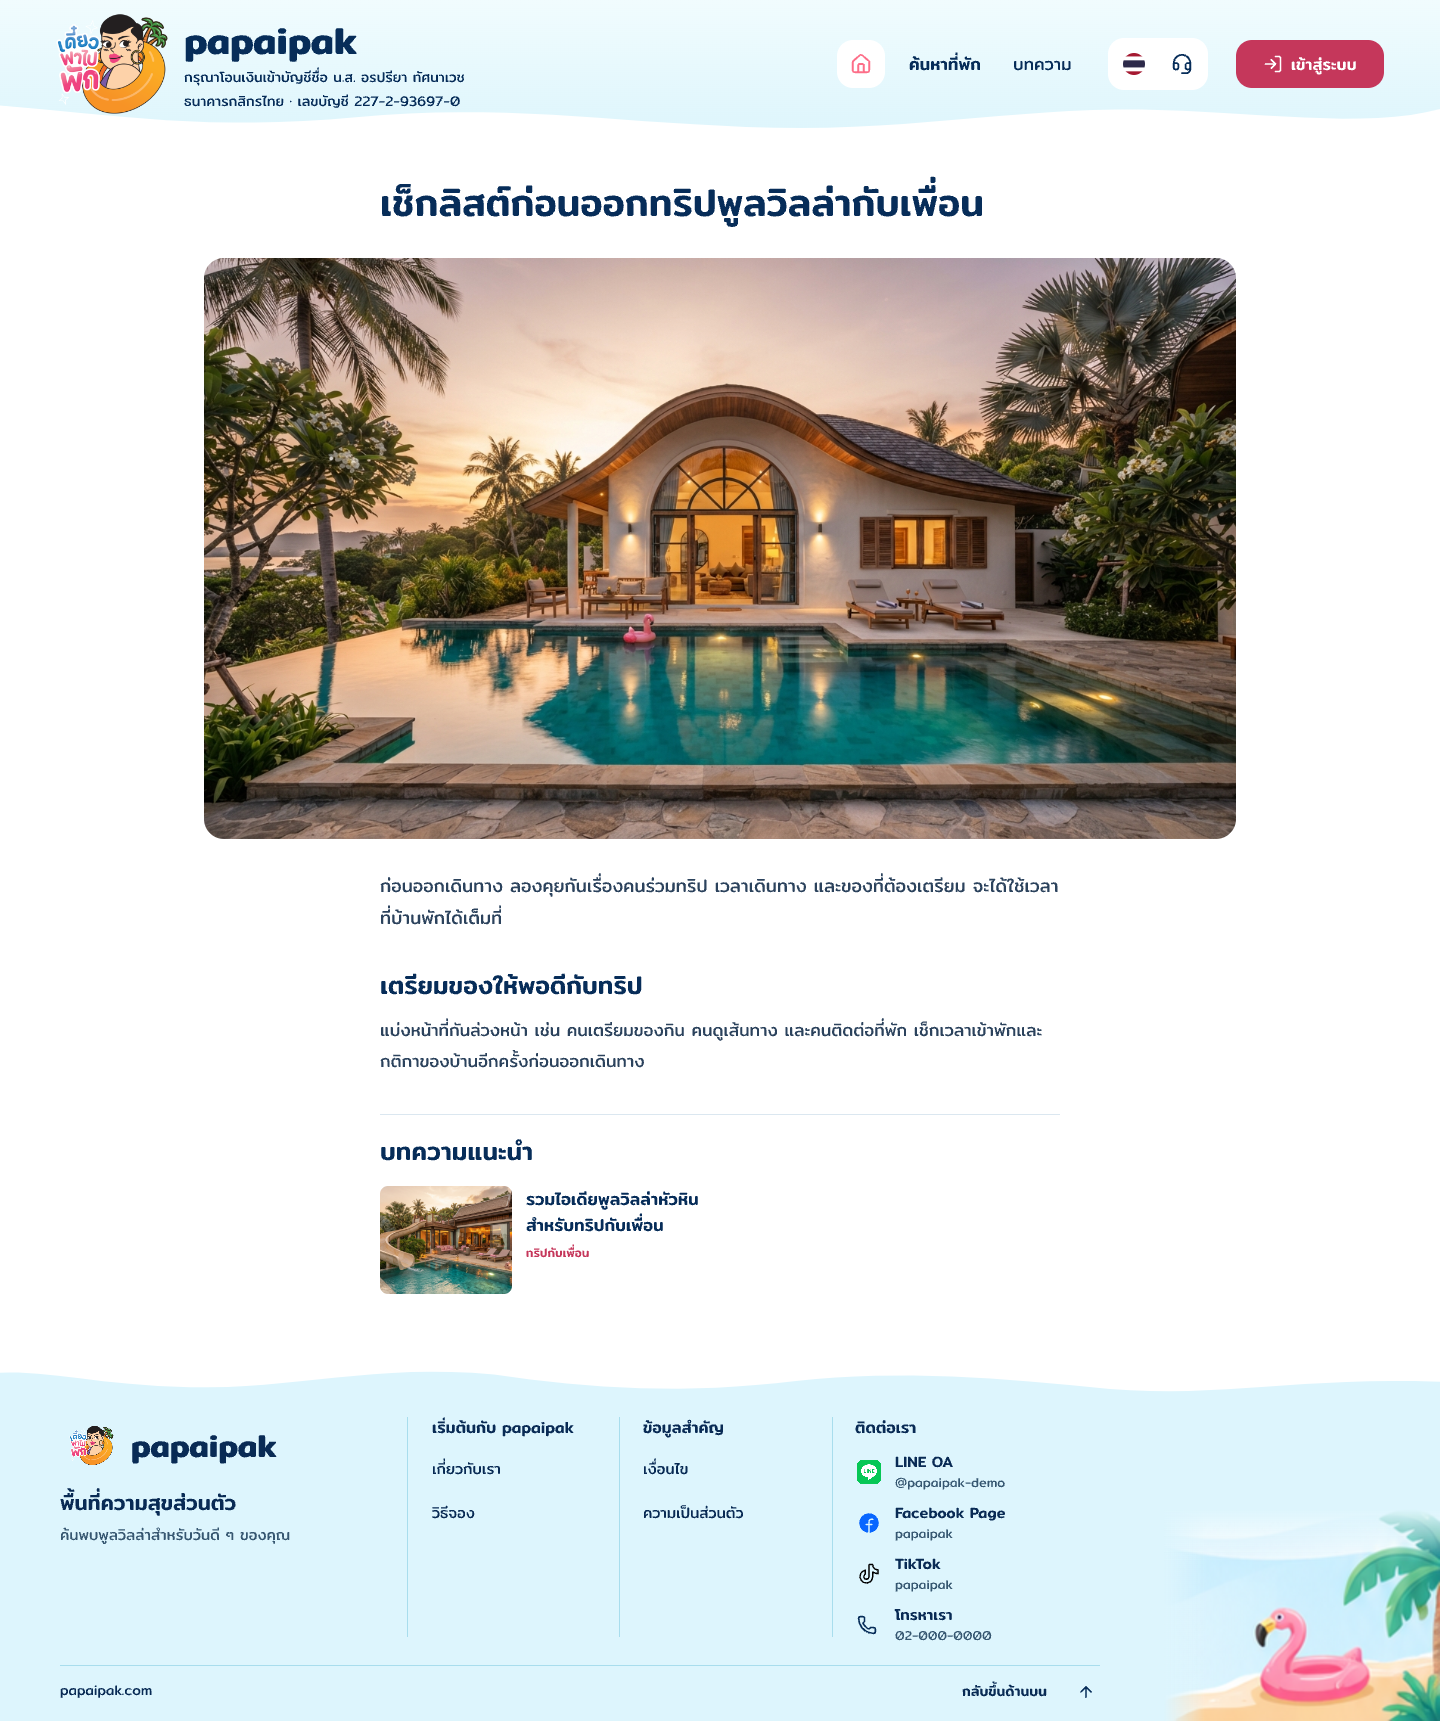 เดี๋ยว
พาไป
พัก
papaipak
กรุณาโอนเงินเข้าบัญชีชื่อ น.ส. อรปรียา ทัศนาเวช
ธนาคารกสิกรไทย · เลขบัญชี 227-2-93697-0
ค้นหาที่พัก
บทความ
เข้าสู่ระบบ
เช็กลิสต์ก่อนออกทริปพูลวิลล่ากับเพื่อน
ก่อนออกเดินทาง ลองคุยกันเรื่องคนร่วมทริป เวลาเดินทาง และของที่ต้องเตรียม จะได้ใช้เวลา
ที่บ้านพักได้เต็มที่
เตรียมของให้พอดีกับทริป
แบ่งหน้าที่กันล่วงหน้า เช่น คนเตรียมของกิน คนดูเส้นทาง และคนติดต่อที่พัก เช็กเวลาเข้าพักและ
กติกาของบ้านอีกครั้งก่อนออกเดินทาง
บทความแนะนำ
รวมไอเดียพูลวิลล่าหัวหิน
สำหรับทริปกับเพื่อน
ทริปกับเพื่อน
เดี๋ยว
พาไป
พัก
papaipak
พื้นที่ความสุขส่วนตัว
ค้นพบพูลวิลล่าสำหรับวันดี ๆ ของคุณ
เริ่มต้นกับ papaipak
เกี่ยวกับเรา
วิธีจอง
ข้อมูลสำคัญ
เงื่อนไข
ความเป็นส่วนตัว
ติดต่อเรา
LINE
LINE OA
@papaipak-demo
Facebook Page
papaipak
TikTok
papaipak
โทรหาเรา
02-000-0000
papaipak.com
กลับขึ้นด้านบน